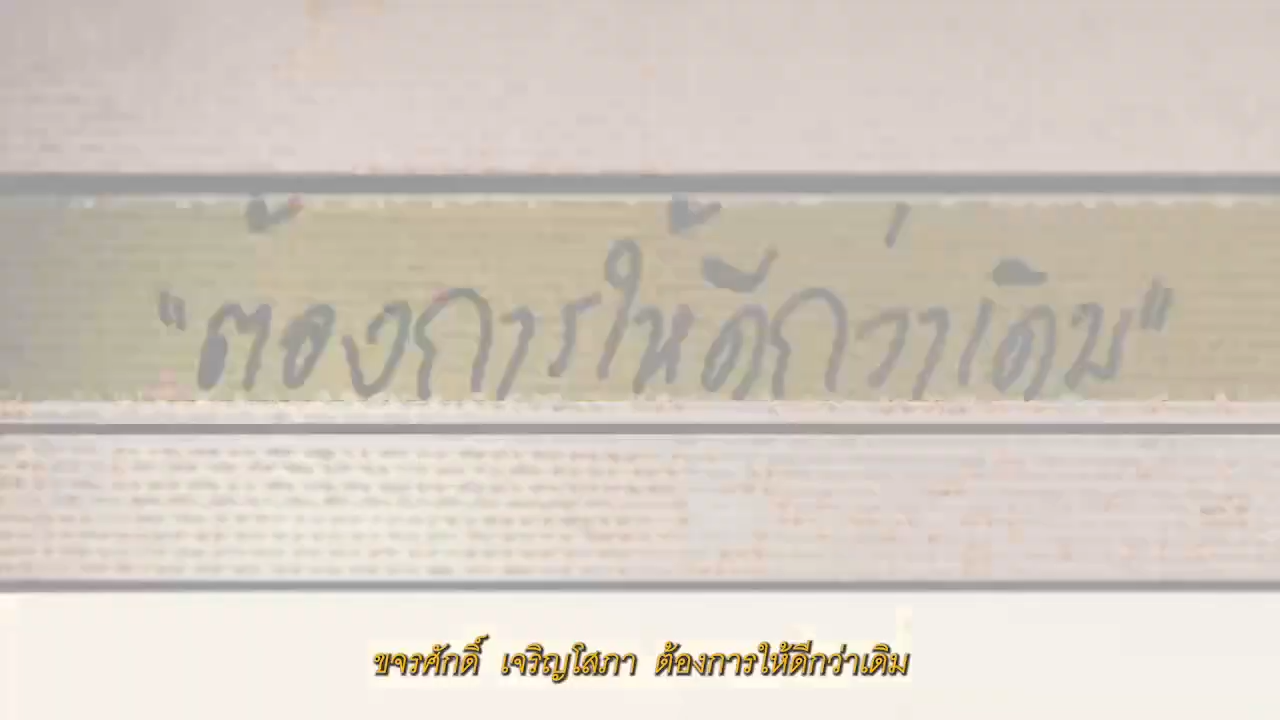 "ต้องการให้ดีกว่าเดิม"
ขจรศักดิ์ เจริญโสภา ต้องการให้ดีกว่าเดิม